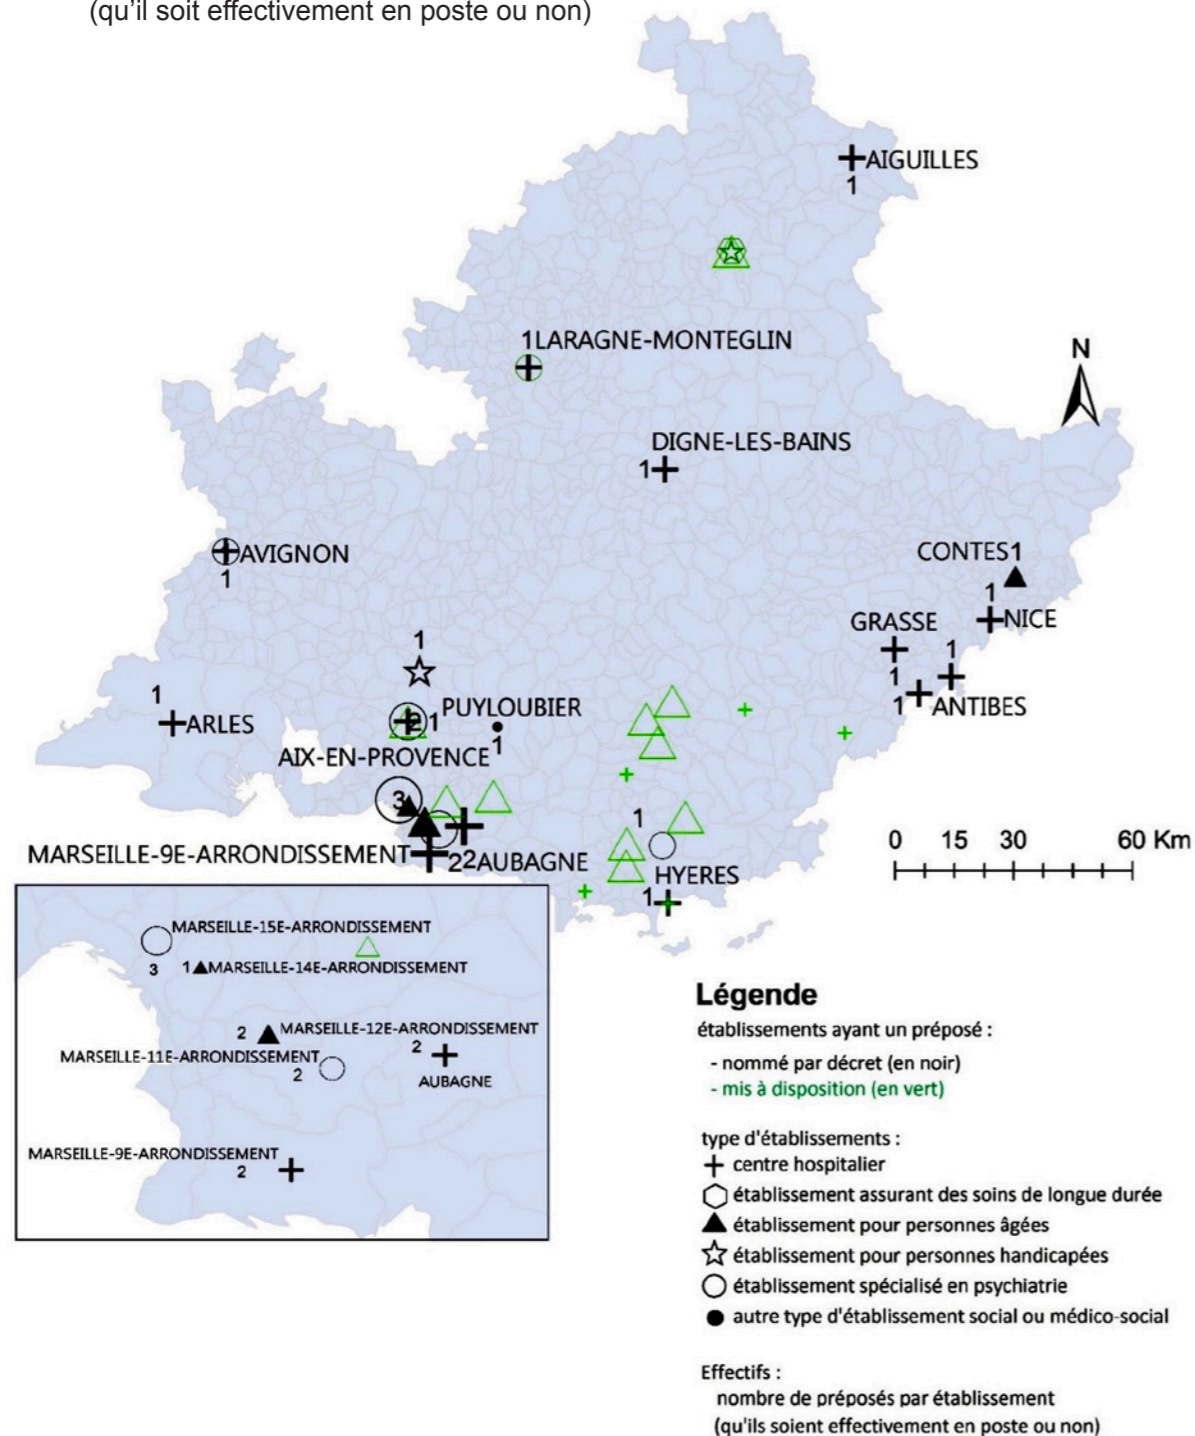 (qu'il soit effectivement en poste ou non)
AIGUILLES
1
1LARAGNE-MONTEGLIN
N
DIGNE-LES-BAINS
1
AVIGNON
1
CONTES1
1
NICE
GRASSE
1
1
1
ANTIBES
1
1
ARLES
PUYLOUBIER
1
1
AIX-EN-PROVENCE
3
1
MARSEILLE-9E-ARRONDISSEMENT
22AUBAGNE
HYERES
1
0 15 30 60 Km
MARSEILLE-15E-ARRONDISSEMENT
3
1 MARSEILLE-14E-ARRONDISSEMENT
2 MARSEILLE-12E-ARRONDISSEMENT
2
MARSEILLE-11E-ARRONDISSEMENT
2
AUBAGNE
MARSEILLE-9E-ARRONDISSEMENT
2
Légende
établissements ayant un préposé :
- nommé par décret (en noir)
- mis à disposition (en vert)
type d'établissements :
centre hospitalier
établissement assurant des soins de longue durée
établissement pour personnes âgées
établissement pour personnes handicapées
établissement spécialisé en psychiatrie
autre type d'établissement social ou médico-social
Effectifs :
nombre de préposés par établissement
(qu'ils soient effectivement en poste ou non)